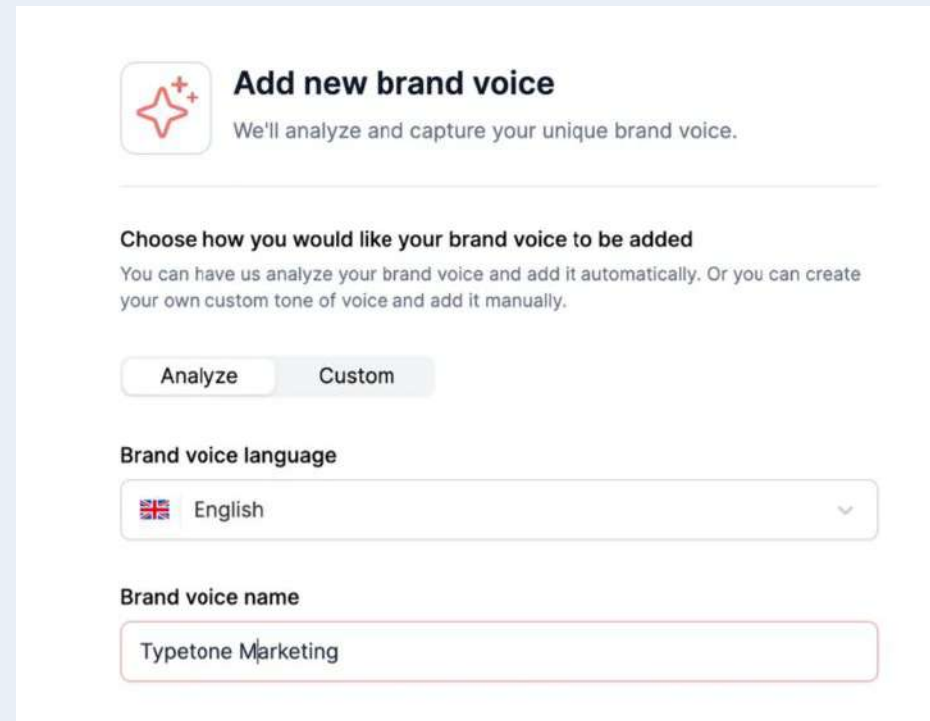 Add new brand voice
We'll analyze and capture your unique brand voice.
Choose how you would like your brand voice to be added
You can have us analyze your brand voice and add it automatically. Or you can create
your own custom tone of voice and add it manually.
Analyze Custom
Brand voice language
English
Brand voice name
Typetone Marketing